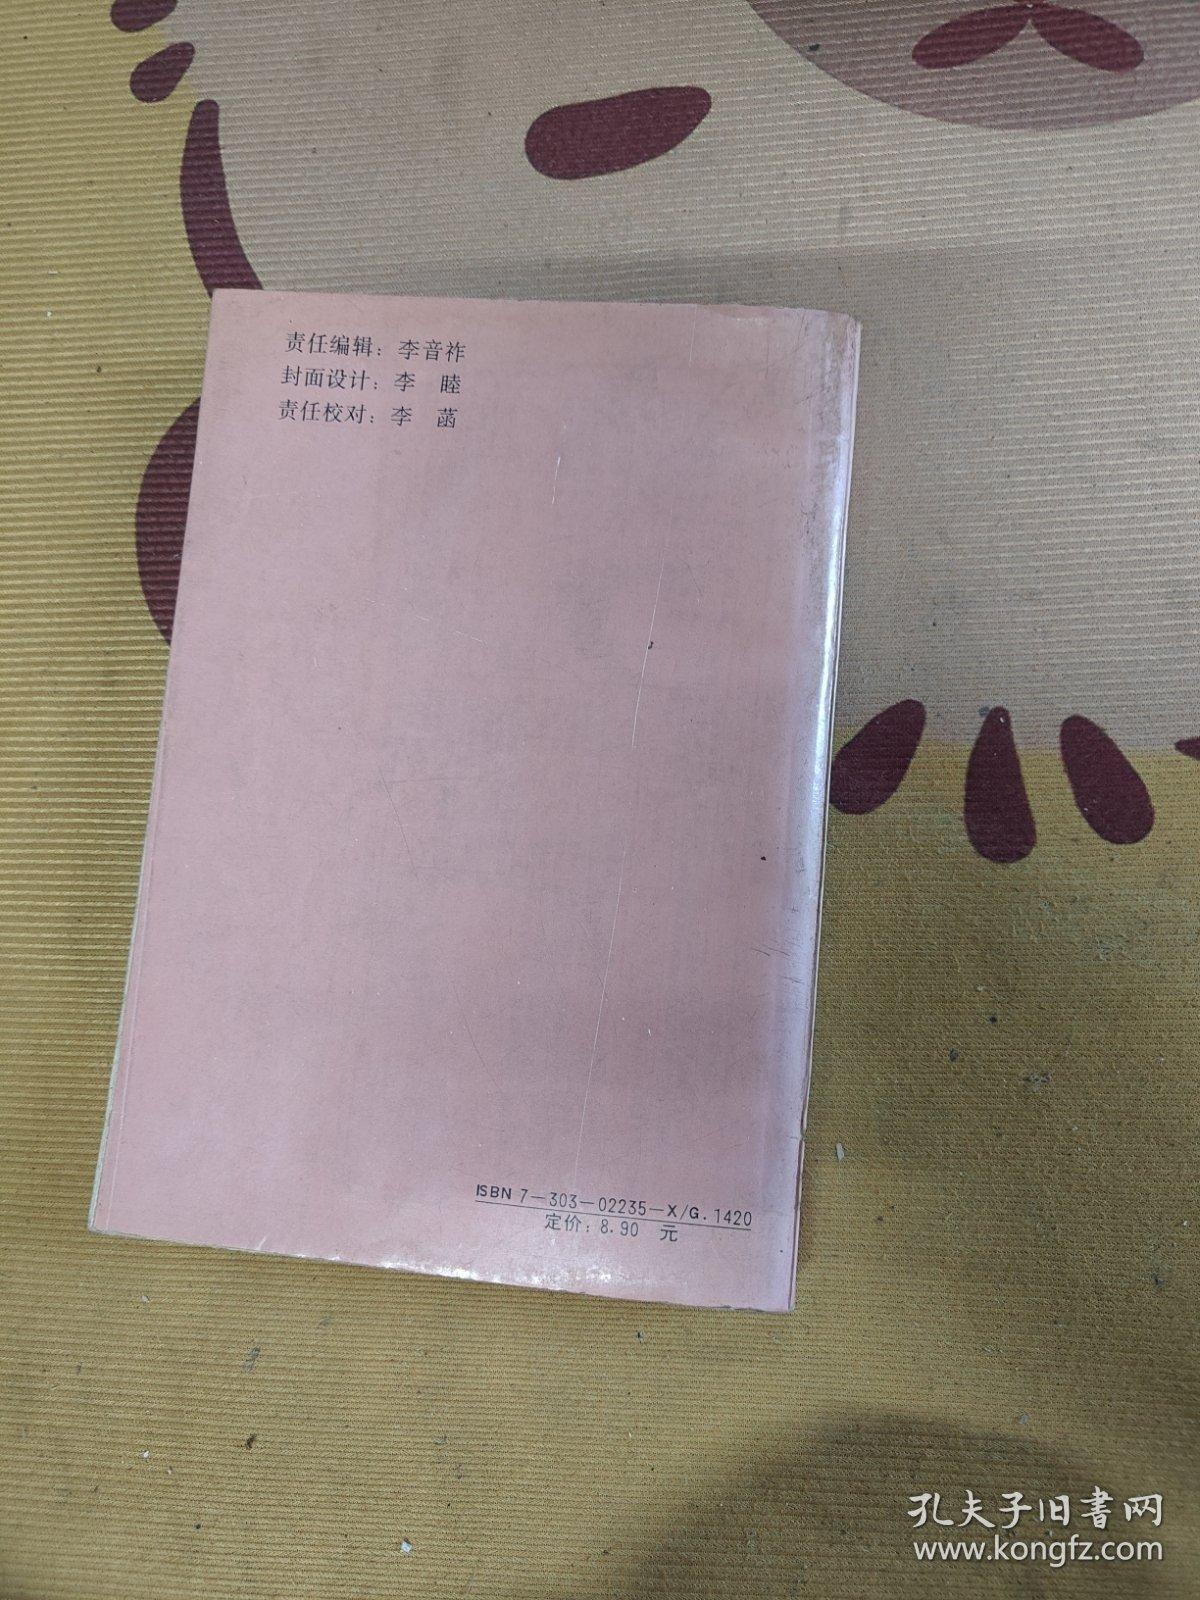 责任编辑：李音祚
封面设计：李　睦
责任校对：李　菡
ISBN 7—303—02235—X/G.1420
定价：8.90　元
孔夫子旧书网
www.kongfz.com